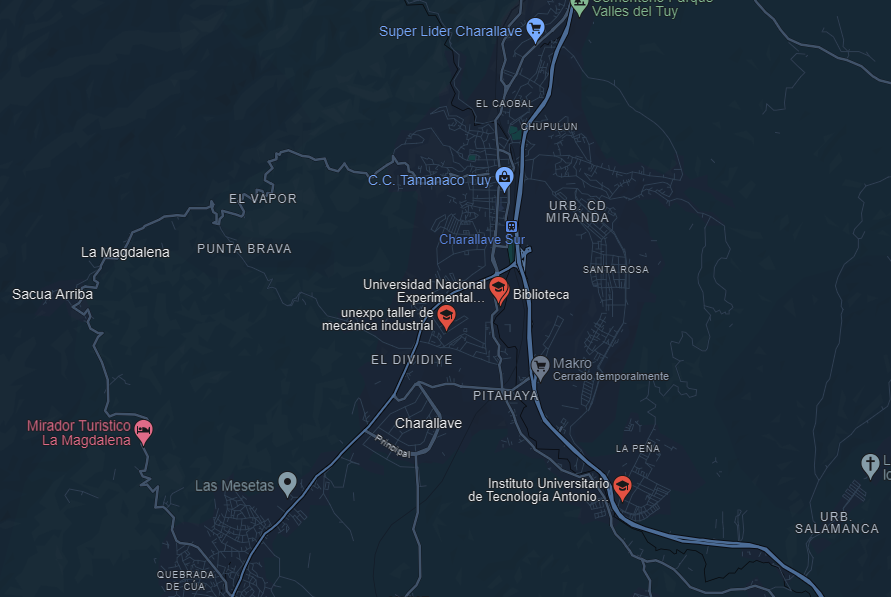 Cementerio Parque
Valles del Tuy
Super Lider Charallave
EL CAOBAL
CHUPULUN
C.C. Tamanaco Tuy
EL VAPOR
URB. CD
MIRANDA
Charallave Sur
PUNTA BRAVA
La Magdalena
SANTA ROSA
Sacua Arriba
Universidad Nacional
Experimental...
Biblioteca
unexpo taller de
mecánica industrial
EL DIVIDIYE
Makro
Cerrado temporalmente
PITAHAYA
Charallave
Principal
Mirador Turistico
La Magdalena
LA PEÑA
Las Mesetas
Instituto Universitario
de Tecnología Antonio...
URB.
SALAMANCA
QUEBRADA
DE CÚA